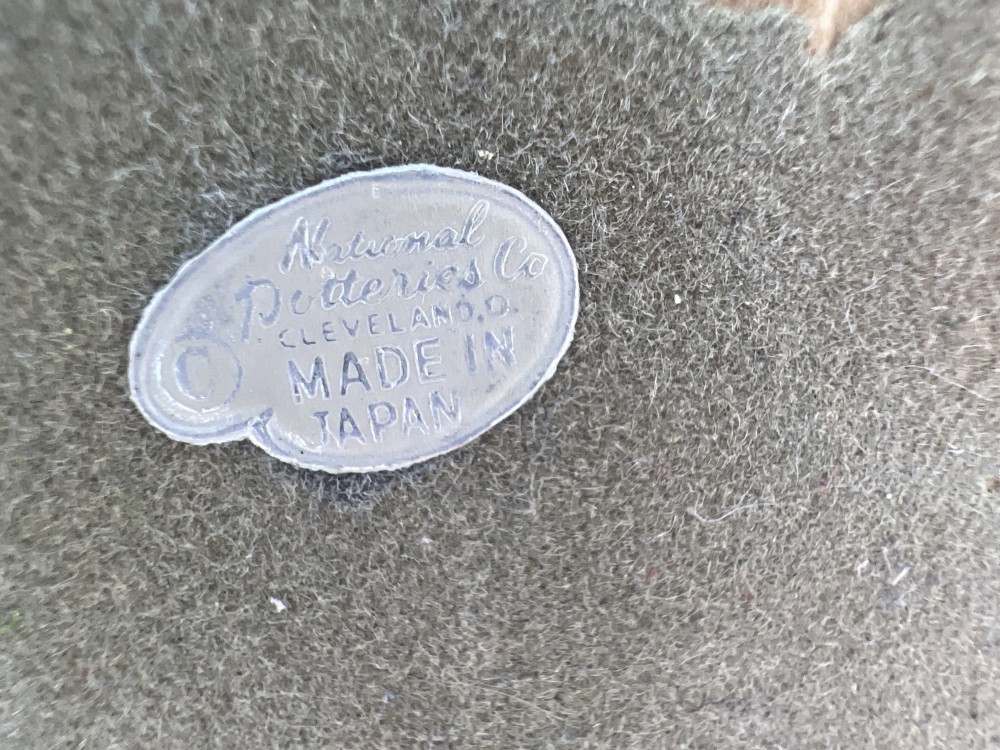 National
Potteries Co
CLEVELAND, O.
MADE IN
JAPAN
©